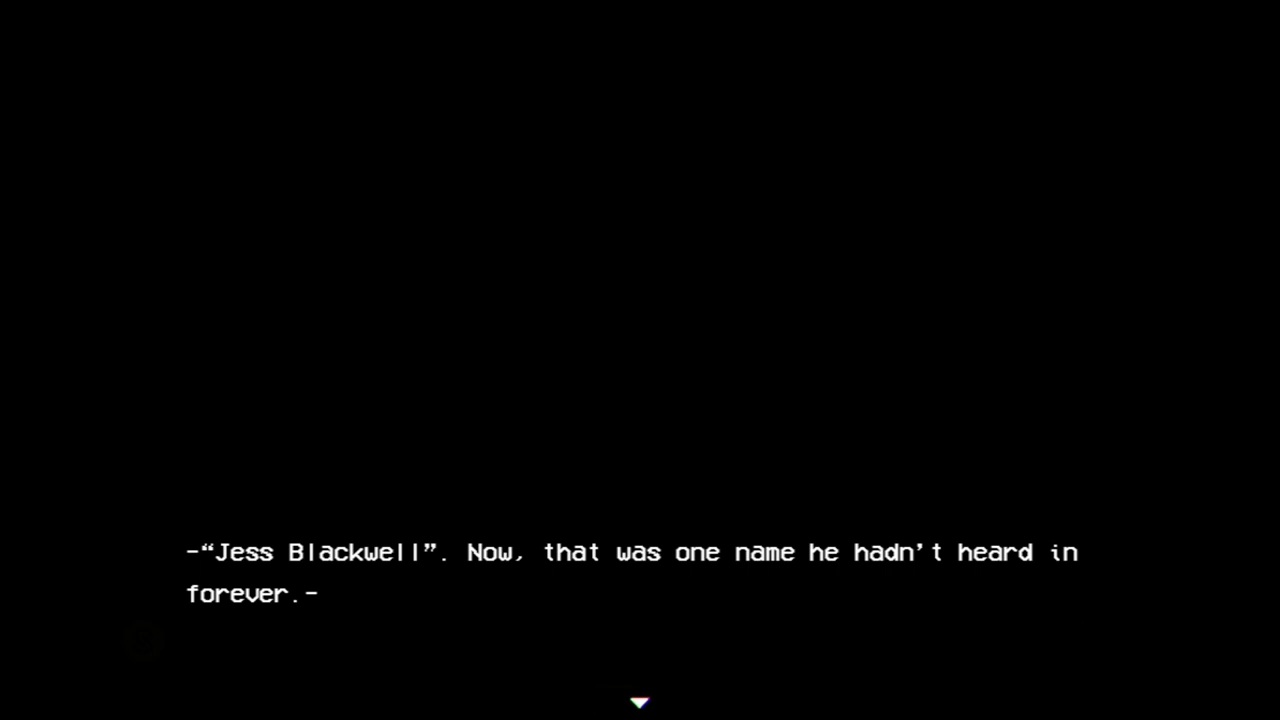 -“Jess Blackwell”. Now, that was one name he hadn’t heard in
forever.-